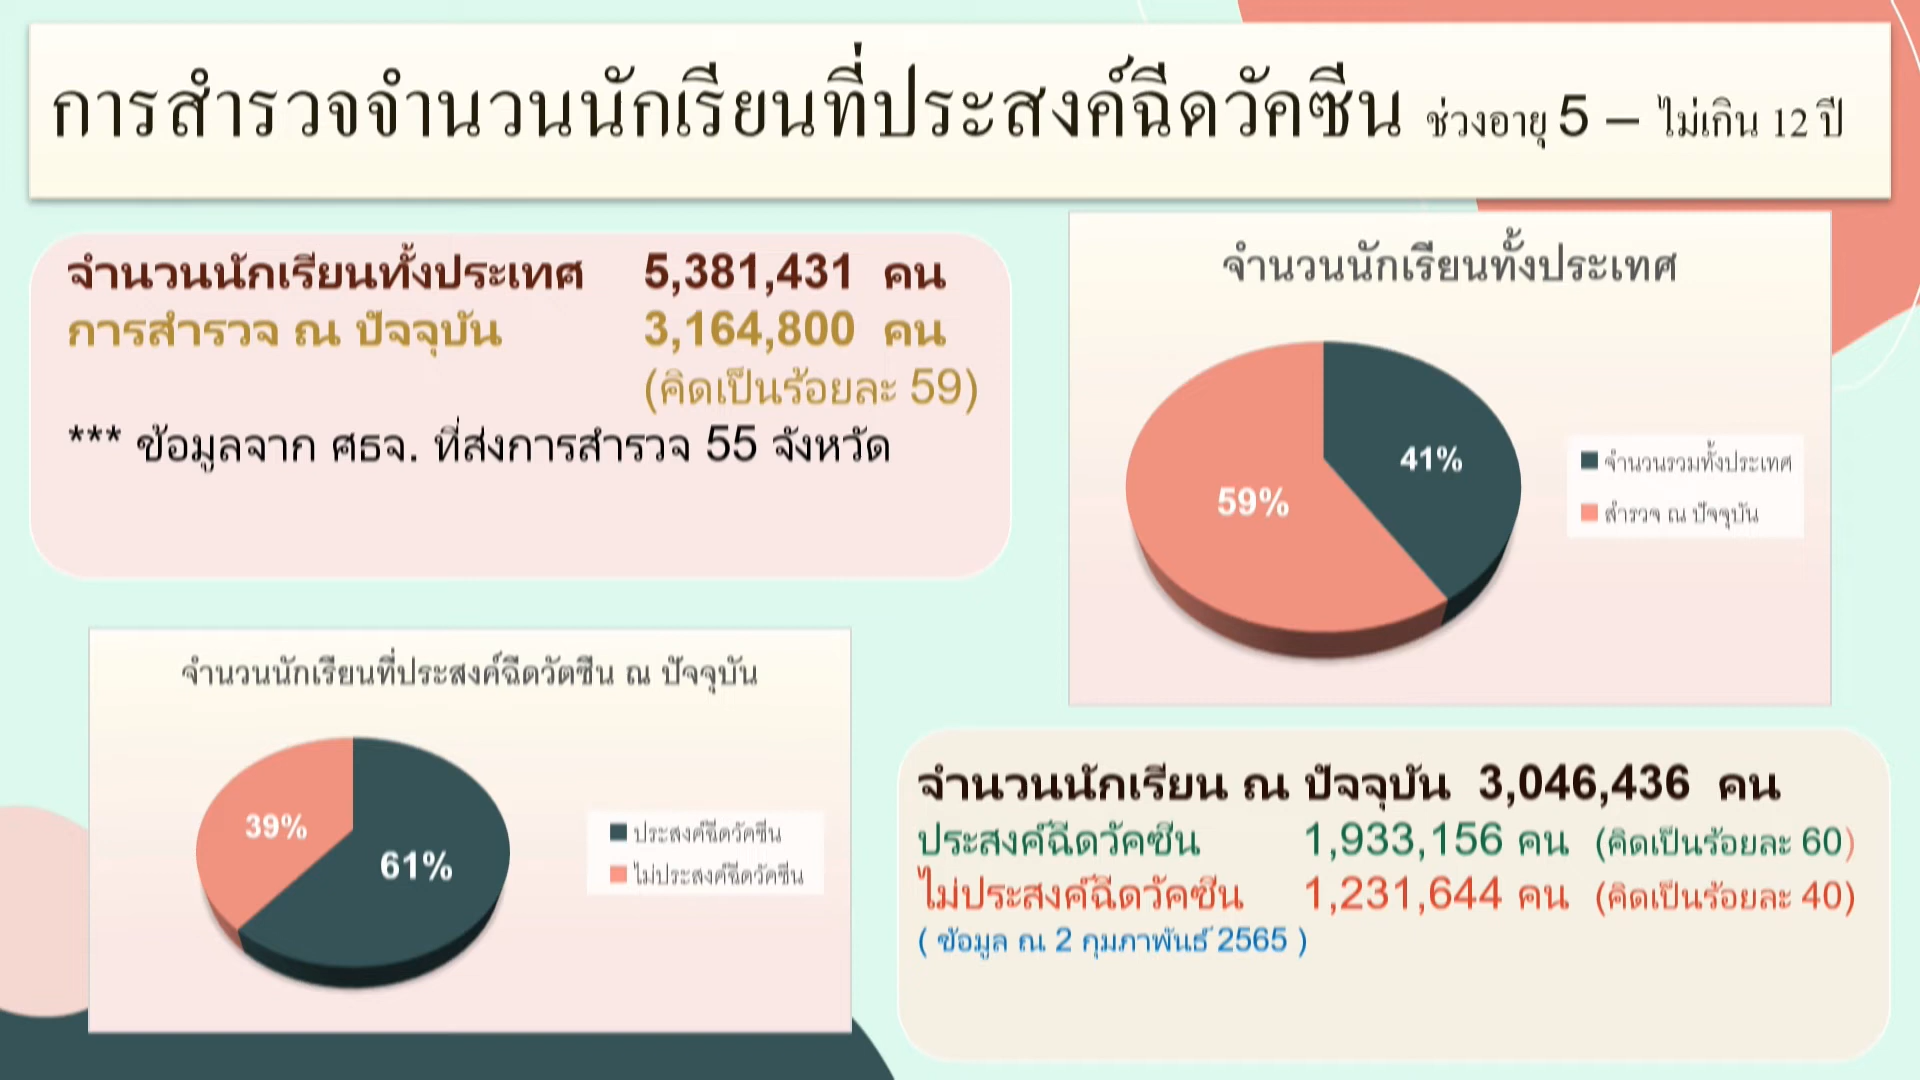 การสำรวจจำนวนนักเรียนที่ประสงค์ฉีดวัคซีน ช่วงอายุ 5 – ไม่เกิน 12 ปี
จำนวนนักเรียนทั้งประเทศ 5,381,431 คน
การสำรวจ ณ ปัจจุบัน 3,164,800 คน
(คิดเป็นร้อยละ 59)
*** ข้อมูลจาก ศธจ. ที่ส่งการสำรวจ 55 จังหวัด
จำนวนนักเรียนทั้งประเทศ
41%
59%
จำนวนรวมทั้งประเทศ
สำรวจ ณ ปัจจุบัน
จำนวนนักเรียนที่ประสงค์ฉีดวัตซีน ณ ปัจจุบัน
39%
61%
ประสงค์ฉีดวัคซีน
ไม่ประสงค์ฉีดวัคซีน
จำนวนนักเรียน ณ ปัจจุบัน 3,046,436 คน
ประสงค์ฉีดวัคซีน 1,933,156 คน (คิดเป็นร้อยละ 60)
ไม่ประสงค์ฉีดวัคซีน 1,231,644 คน (คิดเป็นร้อยละ 40)
( ข้อมูล ณ 2 กุมภาพันธ์ 2565 )